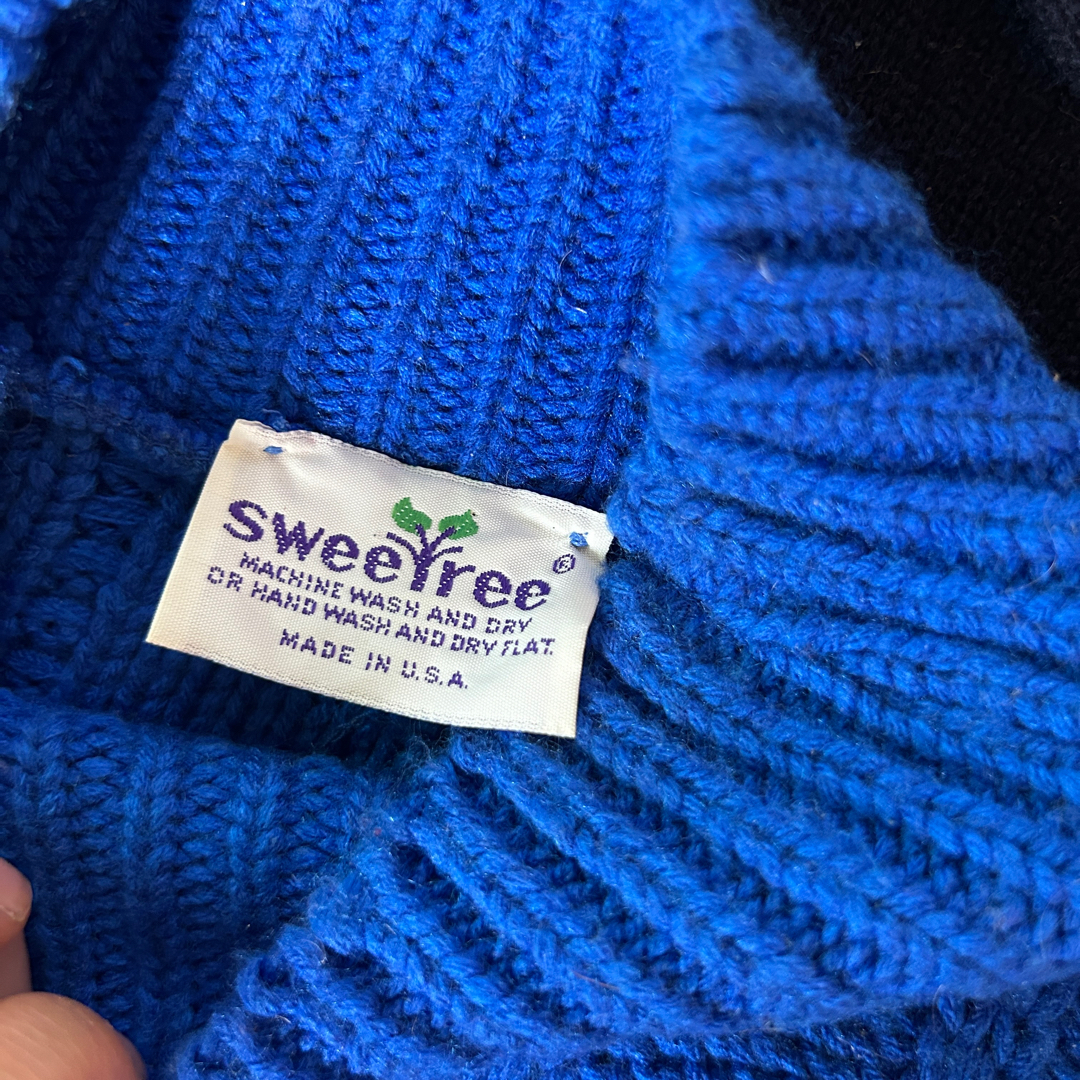 sweeTree®
MACHINE WASH AND DRY
OR HAND WASH AND DRY FLAT.
MADE IN U.S.A.